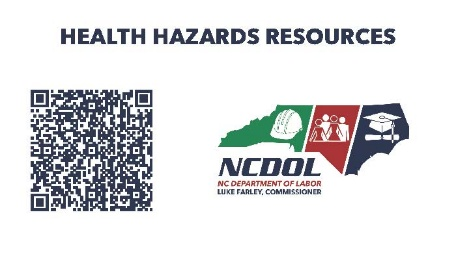 HEALTH HAZARDS RESOURCES
NCDOL
NC DEPARTMENT OF LABOR
LUKE FARLEY, COMMISSIONER